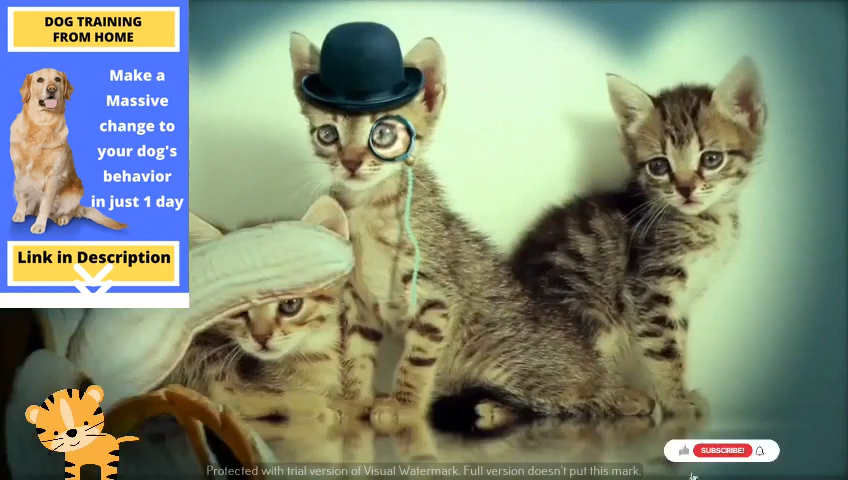 DOG TRAINING
FROM HOME
Make a
Massive
change to
your dog's
behavior
in just 1 day
Link in Description
SUBSCRIBE!
Protected with trial version of Visual Watermark. Full version doesn't put this mark.